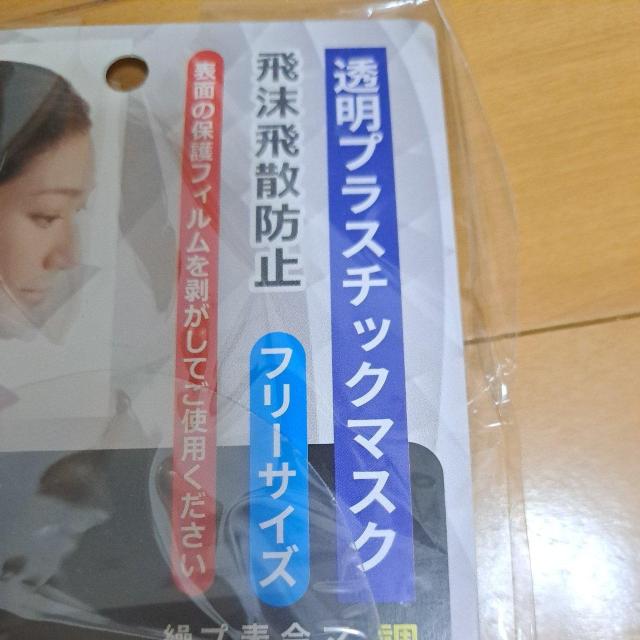 透明プラスチックマスク
飛沫飛散防止
フリーサイズ
表面の保護フィルムを剥がしてご使用ください